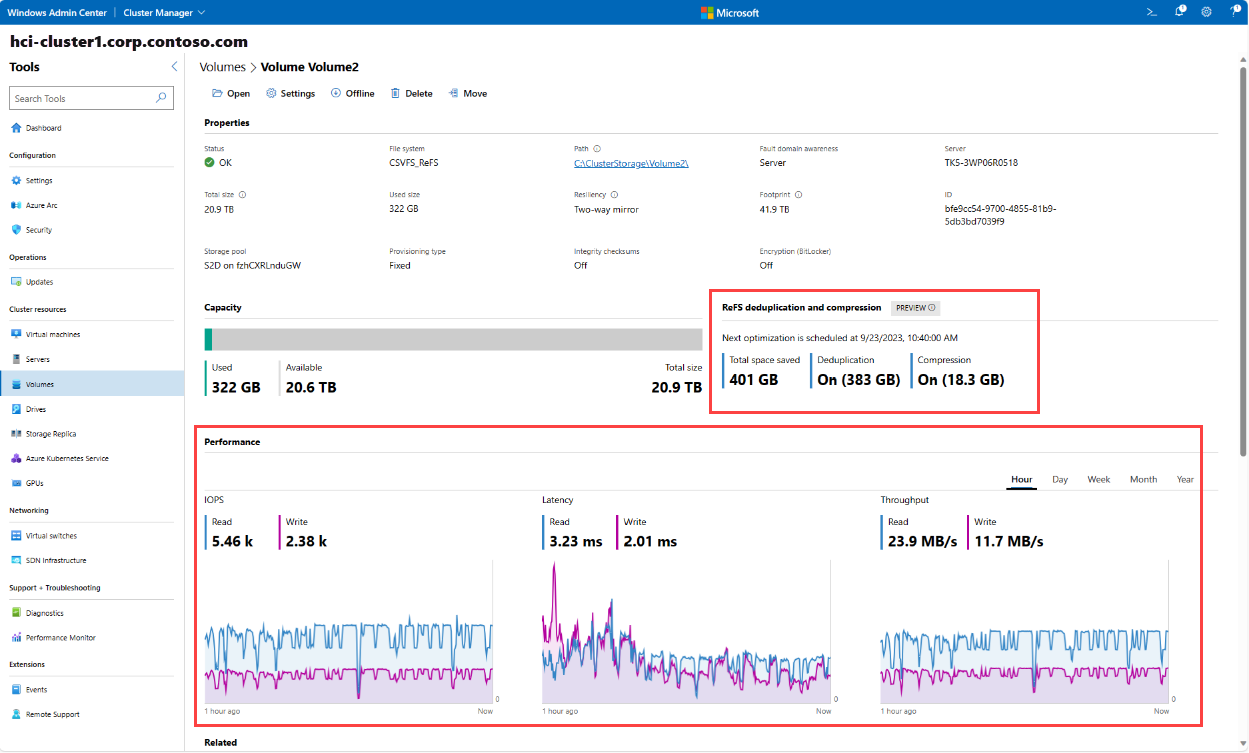 Windows Admin Center | Cluster Manager
Microsoft
1
1
hci-cluster1.corp.contoso.com
Tools
Search Tools
Dashboard
Configuration
Settings
Azure Arc
Security
Operations
Updates
Cluster resources
Virtual machines
Servers
Volumes
Drives
Storage Replica
Azure Kubernetes Service
GPUs
Networking
Virtual switches
SDN Infrastructure
Support + Troubleshooting
Diagnostics
Performance Monitor
Extensions
Events
Remote Support
Volumes > Volume Volume2
Open Settings Offline Delete Move
Properties
Status
OK
File system
CSVFS_ReFS
Path
C:\ClusterStorage\Volume2\
Fault domain awareness
Server
Server
TK5-3WP06R0518
Total size
20.9 TB
Used size
322 GB
Resiliency
Two-way mirror
Footprint
41.9 TB
ID
bfe9cc54-9700-4855-81b9-
5db3bd7039f9
Storage pool
S2D on fzhCXRLnduGW
Provisioning type
Fixed
Integrity checksums
Off
Encryption (BitLocker)
Off
Capacity
Used
322 GB
Available
20.6 TB
Total size
20.9 TB
ReFS deduplication and compression PREVIEW
Next optimization is scheduled at 9/23/2023, 10:40:00 AM
Total space saved
401 GB
Deduplication
On (383 GB)
Compression
On (18.3 GB)
Performance
Hour Day Week Month Year
IOPS
Read
5.46 k
Write
2.38 k
0
1 hour ago Now
Latency
Read
3.23 ms
Write
2.01 ms
0
1 hour ago Now
Throughput
Read
23.9 MB/s
Write
11.7 MB/s
0
1 hour ago Now
Related